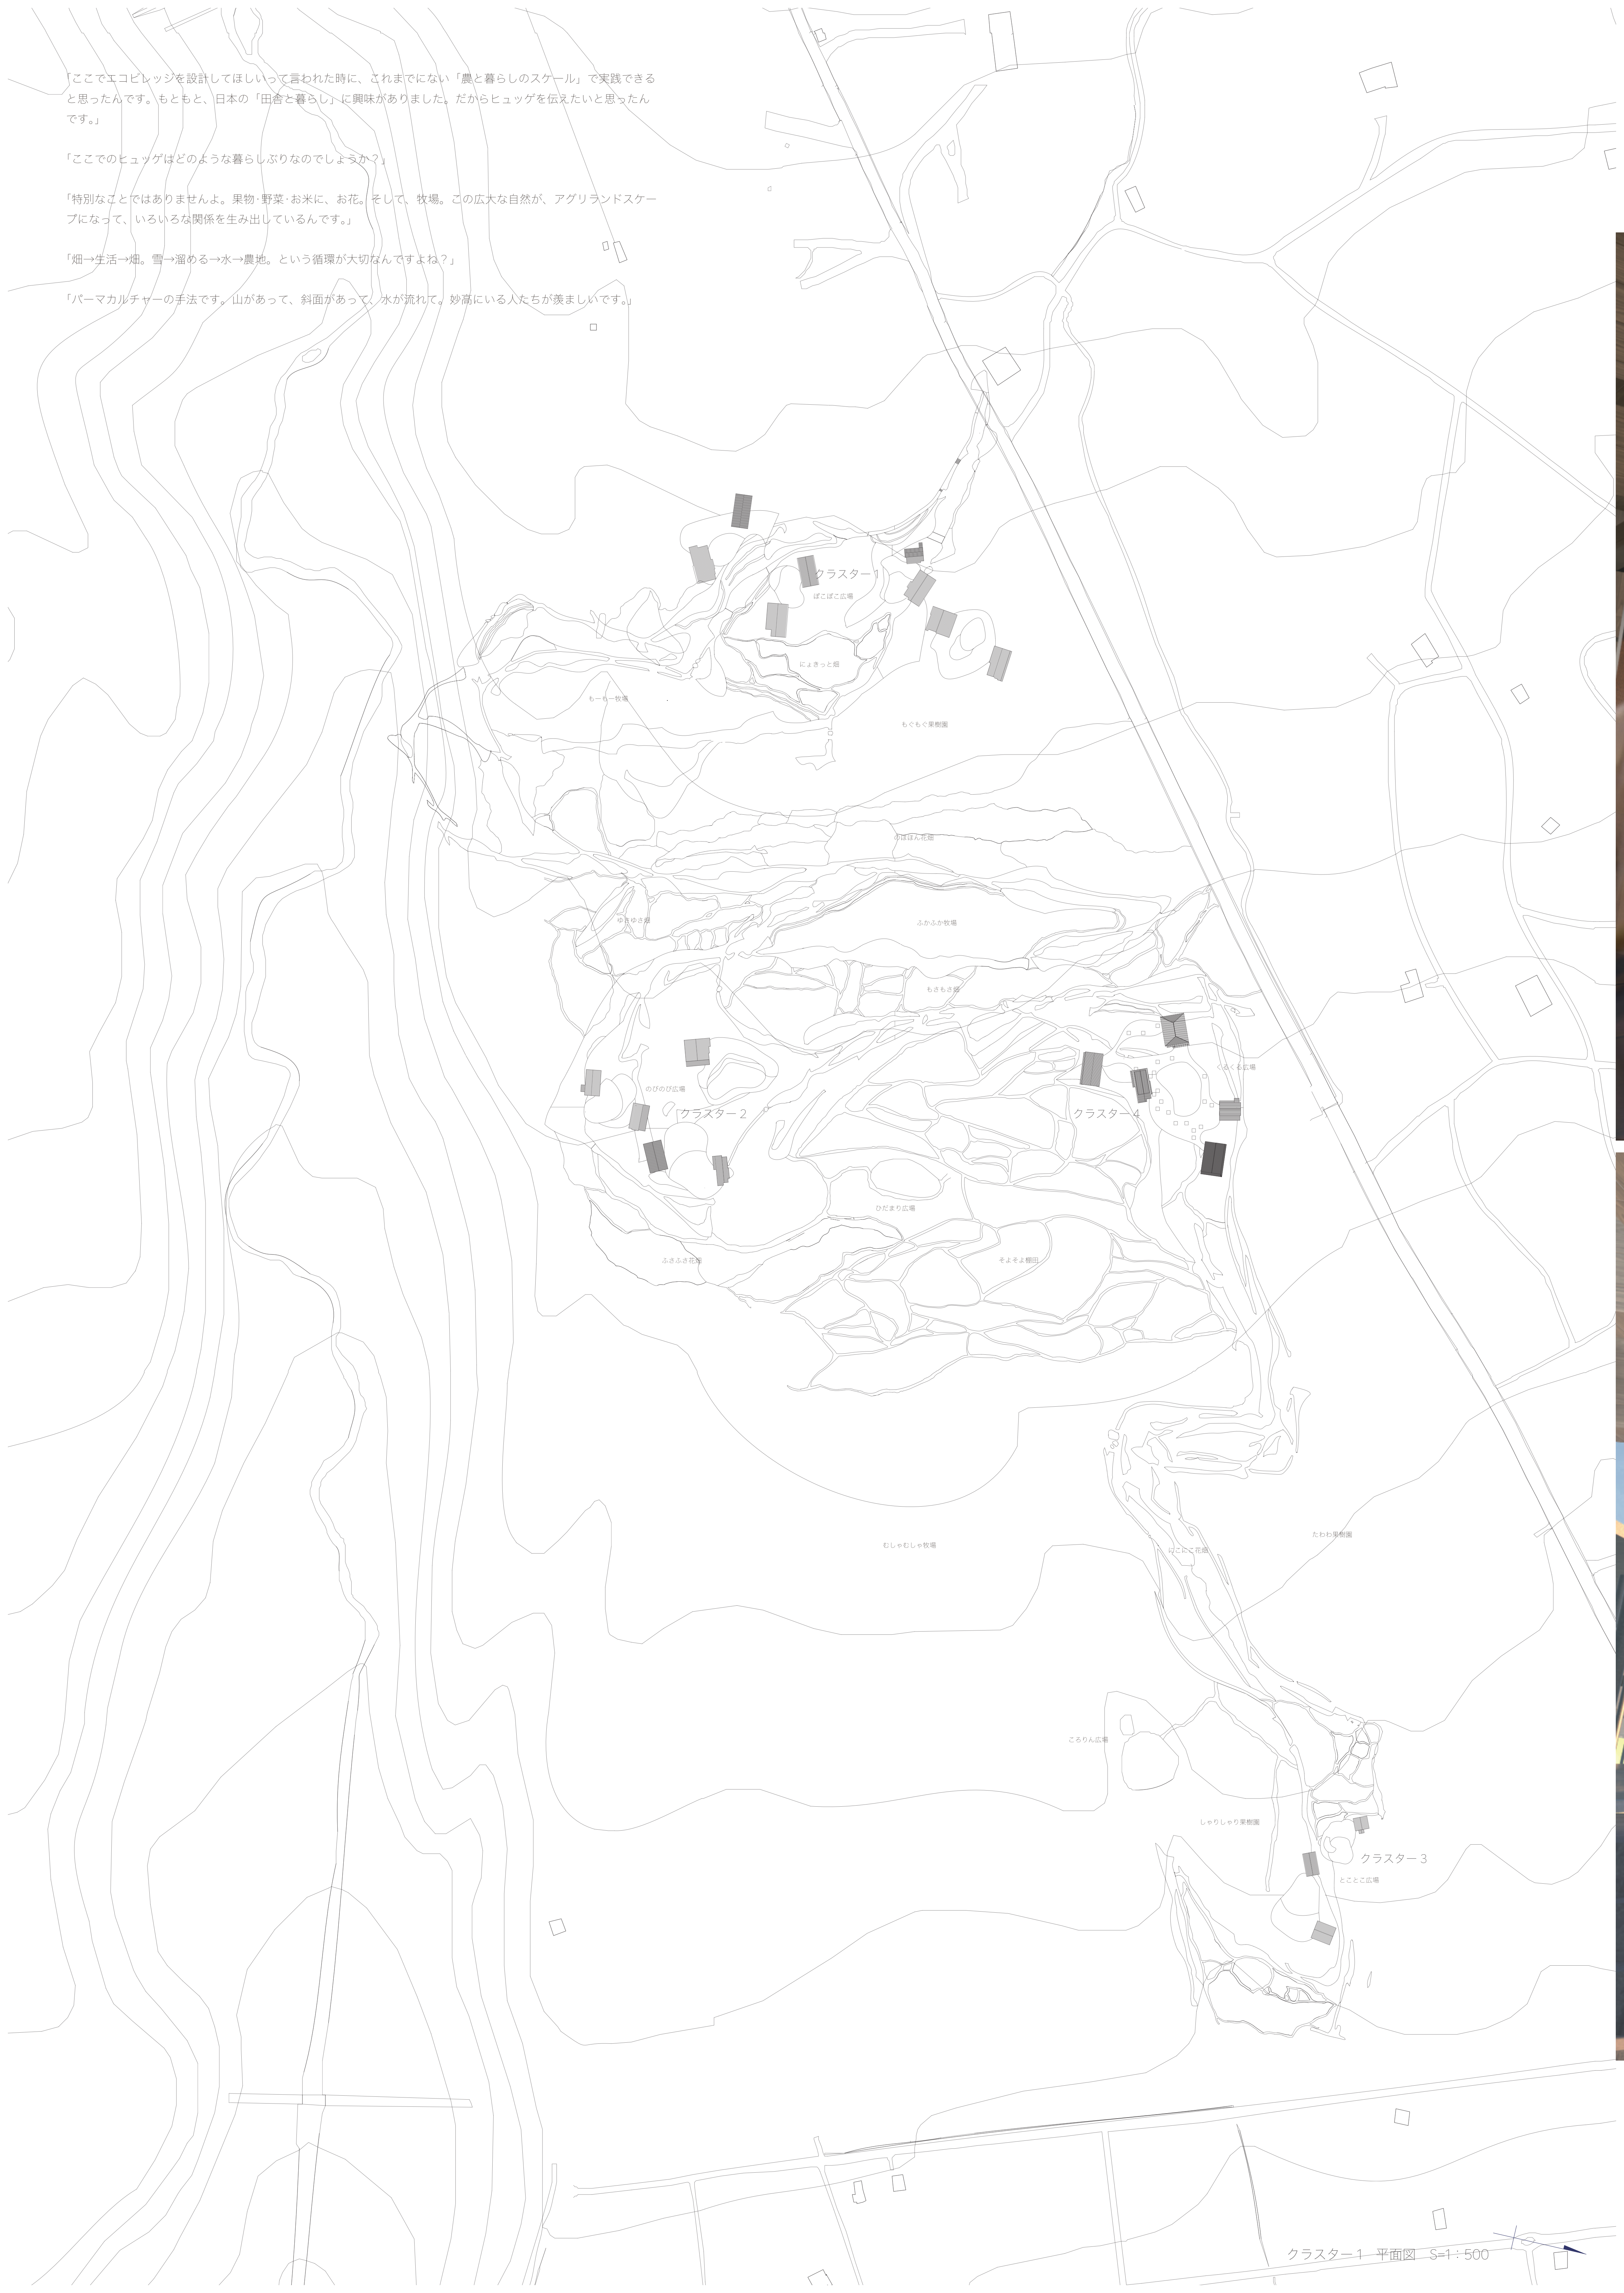 「ここでエコビレッジを設計してほしいって言われた時に、これまでにない「農と暮らしのスケール」で実践できる
と思ったんです。もともと、日本の「田舎と暮らし」に興味がありました。だからヒュッゲを伝えたいと思ったん
です。」
「ここでのヒュッゲはどのような暮らしぶりなのでしょうか？」
「特別なことではありませんよ。果物･野菜･お米に、お花。そして、牧場。この広大な自然が、アグリランドスケー
プになって、いろいろな関係を生み出しているんです。」
「畑→生活→畑。雪→溜める→水→農地。という循環が大切なんですよね？」
「パーマカルチャーの手法です。山があって、斜面があって、水が流れて。妙高にいる人たちが羨ましいです。」
クラスター１
ぽこぽこ広場
にょきっと畑
もーもー牧場
もぐもぐ果樹園
のほほん花畑
ゆさゆさ畑
ふかふか牧場
もさもさ畑
くるくる広場
のびのび広場
クラスター２
クラスター４
ひだまり広場
ふさふさ花畑
そよそよ棚田
たわわ果樹園
むしゃむしゃ牧場
にこにこ花畑
ころりん広場
しゃりしゃり果樹園
クラスター３
とことこ広場
クラスター１　平面図　S=1：500